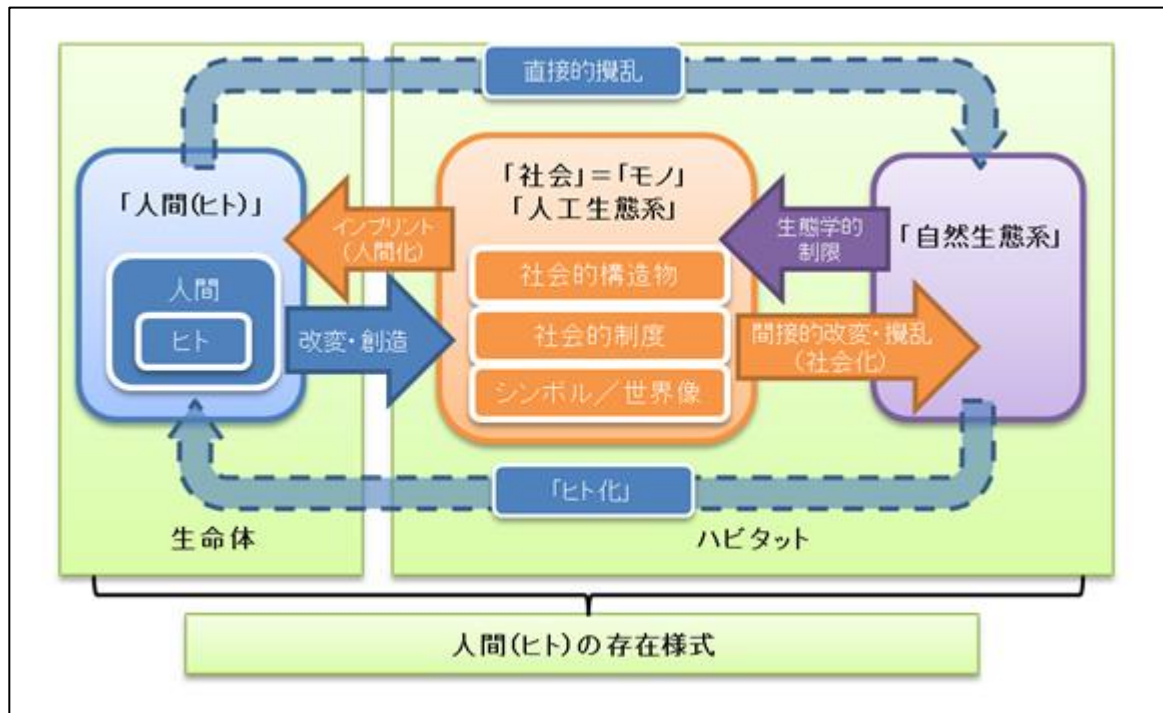 直接的攪乱
「人間(ヒト)」
人間
ヒト
インプリント
(人間化)
改変・創造
「社会」=「モノ」
「人工生態系」
社会的構造物
社会的制度
シンボル/世界像
生態学的
制限
間接的改変・攪乱
(社会化)
「自然生態系」
「ヒト化」
生命体
ハビタット
人間(ヒト)の存在様式